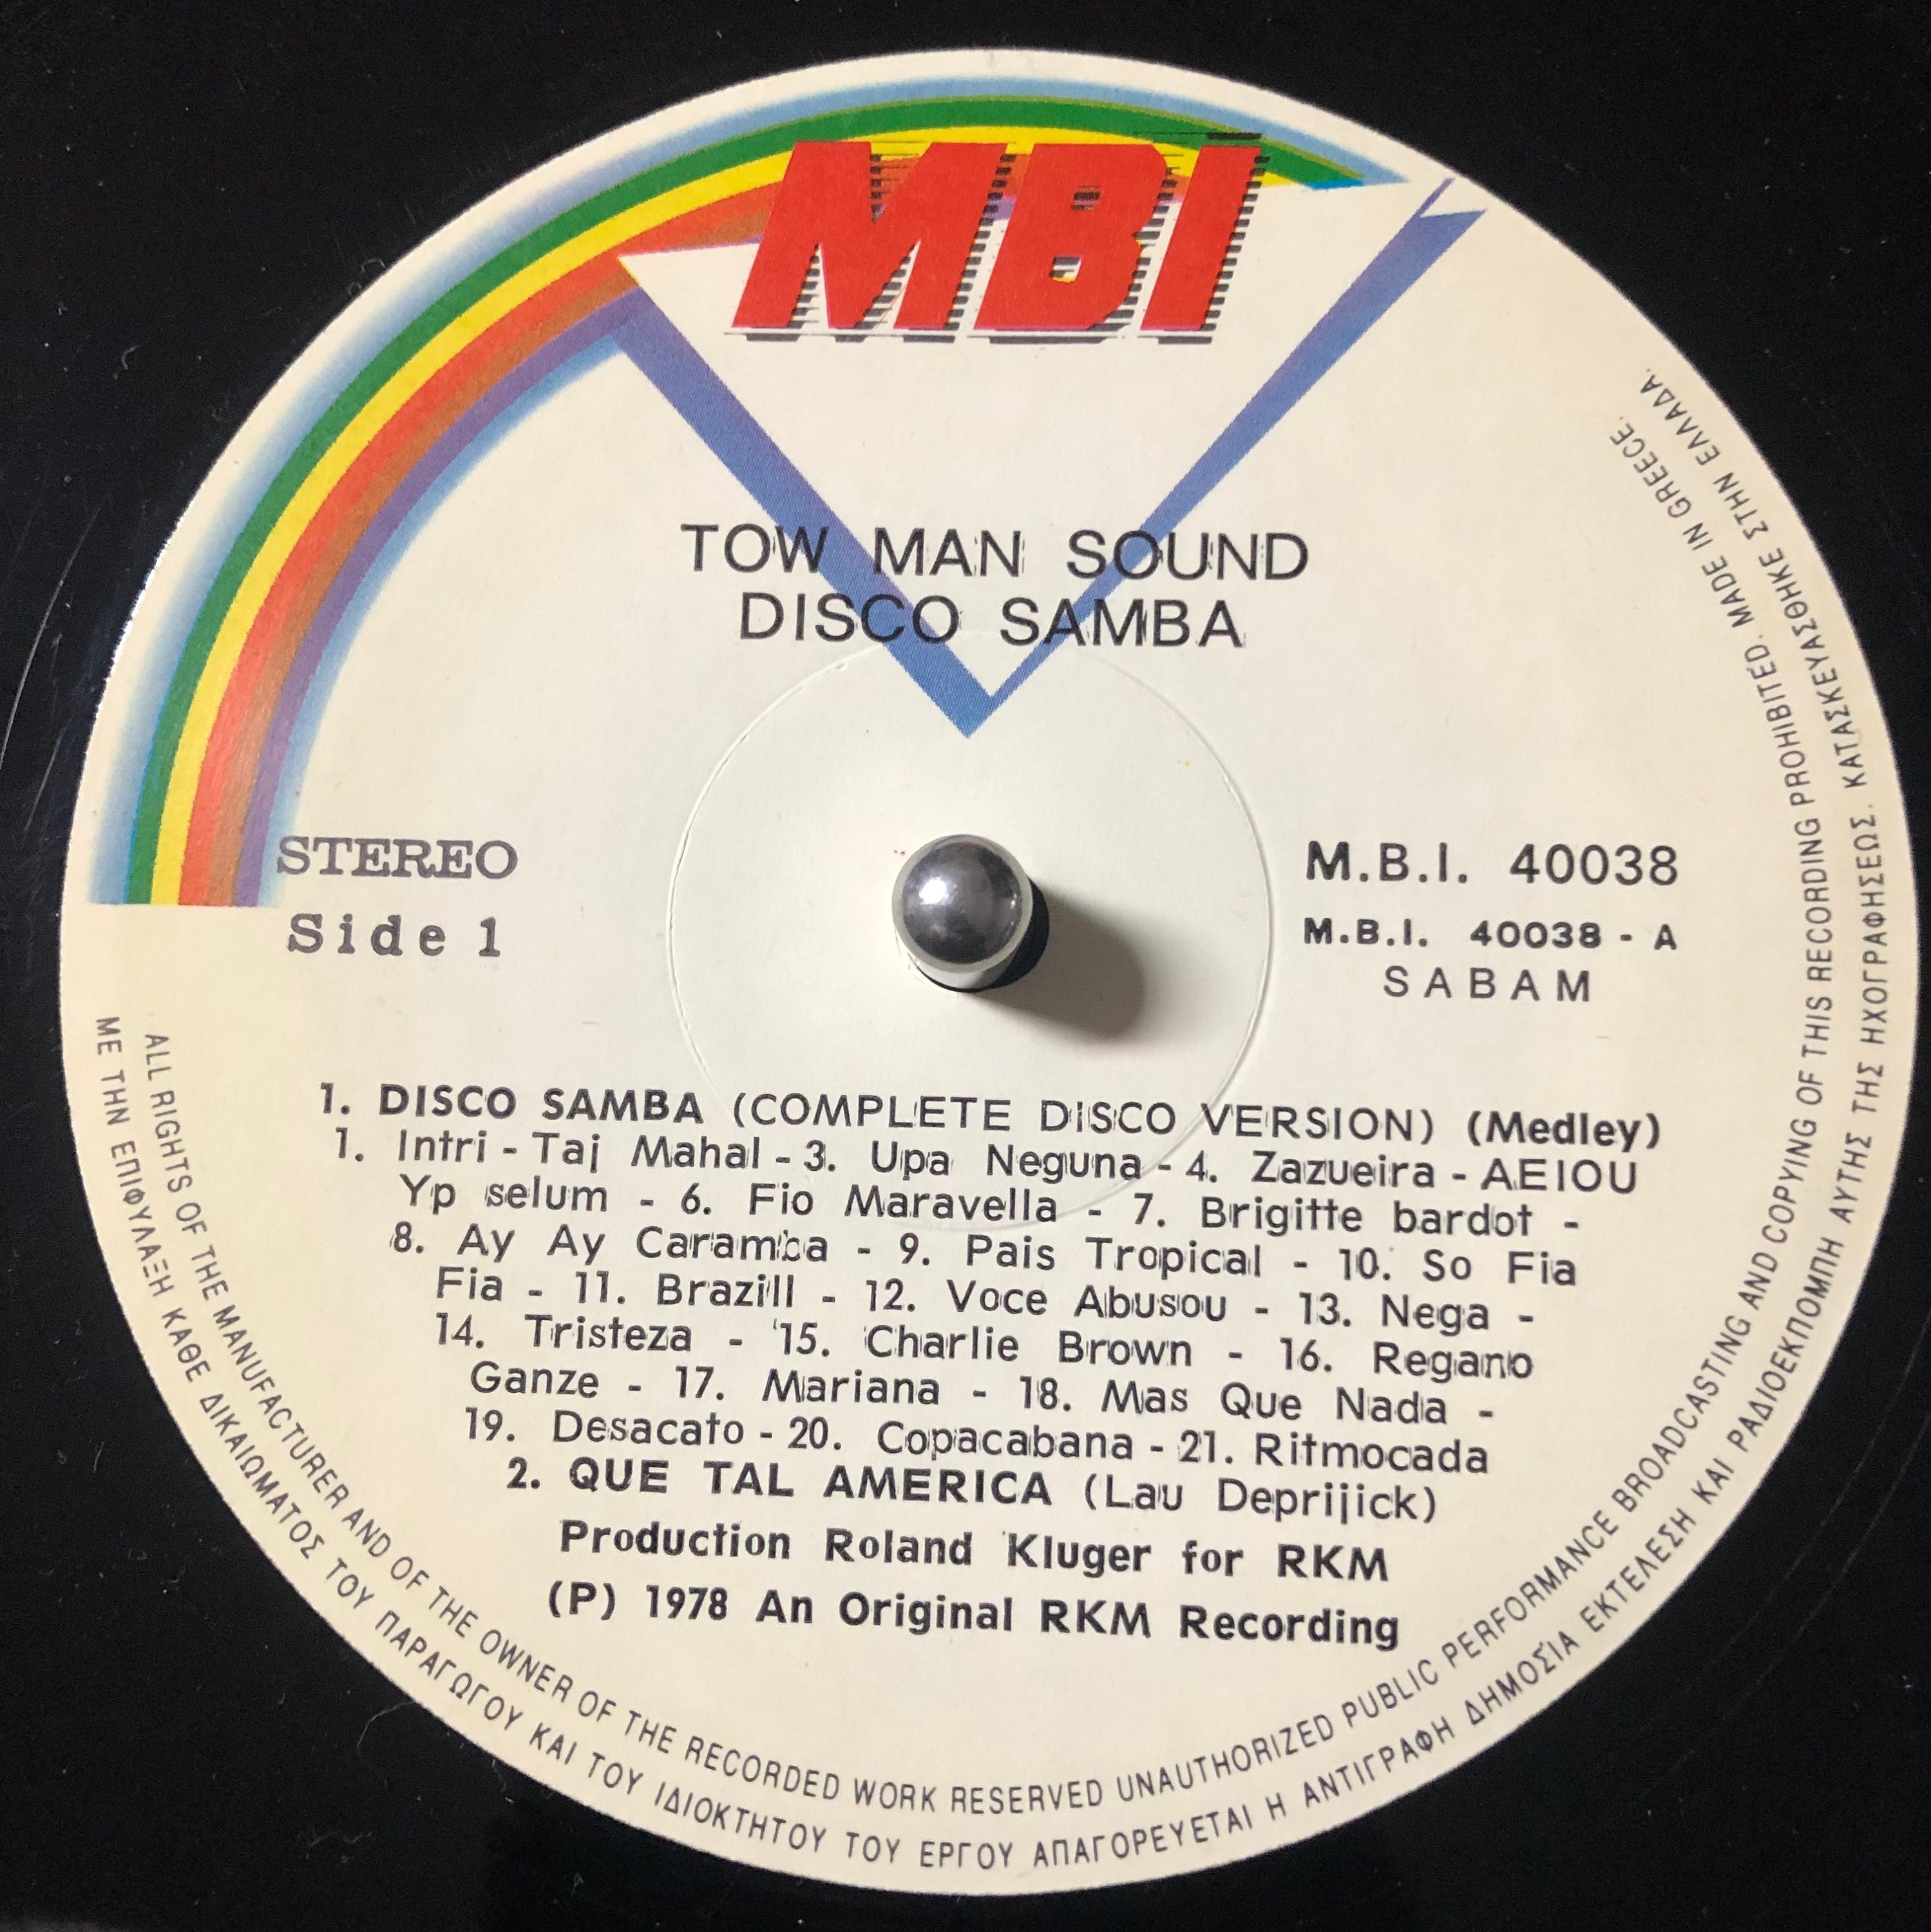 MBI
TOW MAN SOUND
DISCO SAMBA
STEREO
Side 1
M.B.I. 40038
M.B.I. 40038 - A
SABAM
1. DISCO SAMBA (COMPLETE DISCO VERSION) (Medley)
1. Intri - Taj Mahal - 3. Upa Neguna - 4. Zazueira - AEIOU
Yp selum - 6. Fio Maravella - 7. Brigitte bardot -
8. Ay Ay Caramba - 9. Pais Tropical - 10. So Fia
Fia - 11. Brazill - 12. Voce Abusou - 13. Nega -
14. Tristeza - 15. Charlie Brown - 16. Regano
Ganze - 17. Mariana - 18. Mas Que Nada -
19. Desacato - 20. Copacabana - 21. Ritmocada
2. QUE TAL AMERICA (Lau Deprijick)
Production Roland Kluger for RKM
(P) 1978 An Original RKM Recording
ALL RIGHTS OF THE MANUFACTURER AND OF THE OWNER OF THE RECORDED WORK RESERVED UNAUTHORIZED PUBLIC PERFORMANCE BROADCASTING AND COPYING OF THIS RECORDING PROHIBITED. MADE IN GREECE.
ΜΕ ΤΗΝ ΕΠΙΦΥΛΑΞΗ ΚΑΘΕ ΔΙΚΑΙΩΜΑΤΟΣ ΤΟΥ ΠΑΡΑΓΩΓΟΥ ΚΑΙ ΤΟΥ ΙΔΙΟΚΤΗΤΟΥ ΤΟΥ ΕΡΓΟΥ ΑΠΑΓΟΡΕΥΕΤΑΙ Η ΑΝΤΙΓΡΑΦΗ ΔΗΜΟΣΙΑ ΕΚΤΕΛΕΣΗ ΚΑΙ ΡΑΔΙΟΕΚΠΟΜΠΗ ΑΥΤΗΣ ΤΗΣ ΗΧΟΓΡΑΦΗΣΕΩΣ. ΚΑΤΑΣΚΕΥΑΣΘΗΚΕ ΣΤΗΝ ΕΛΛΑΔΑ.